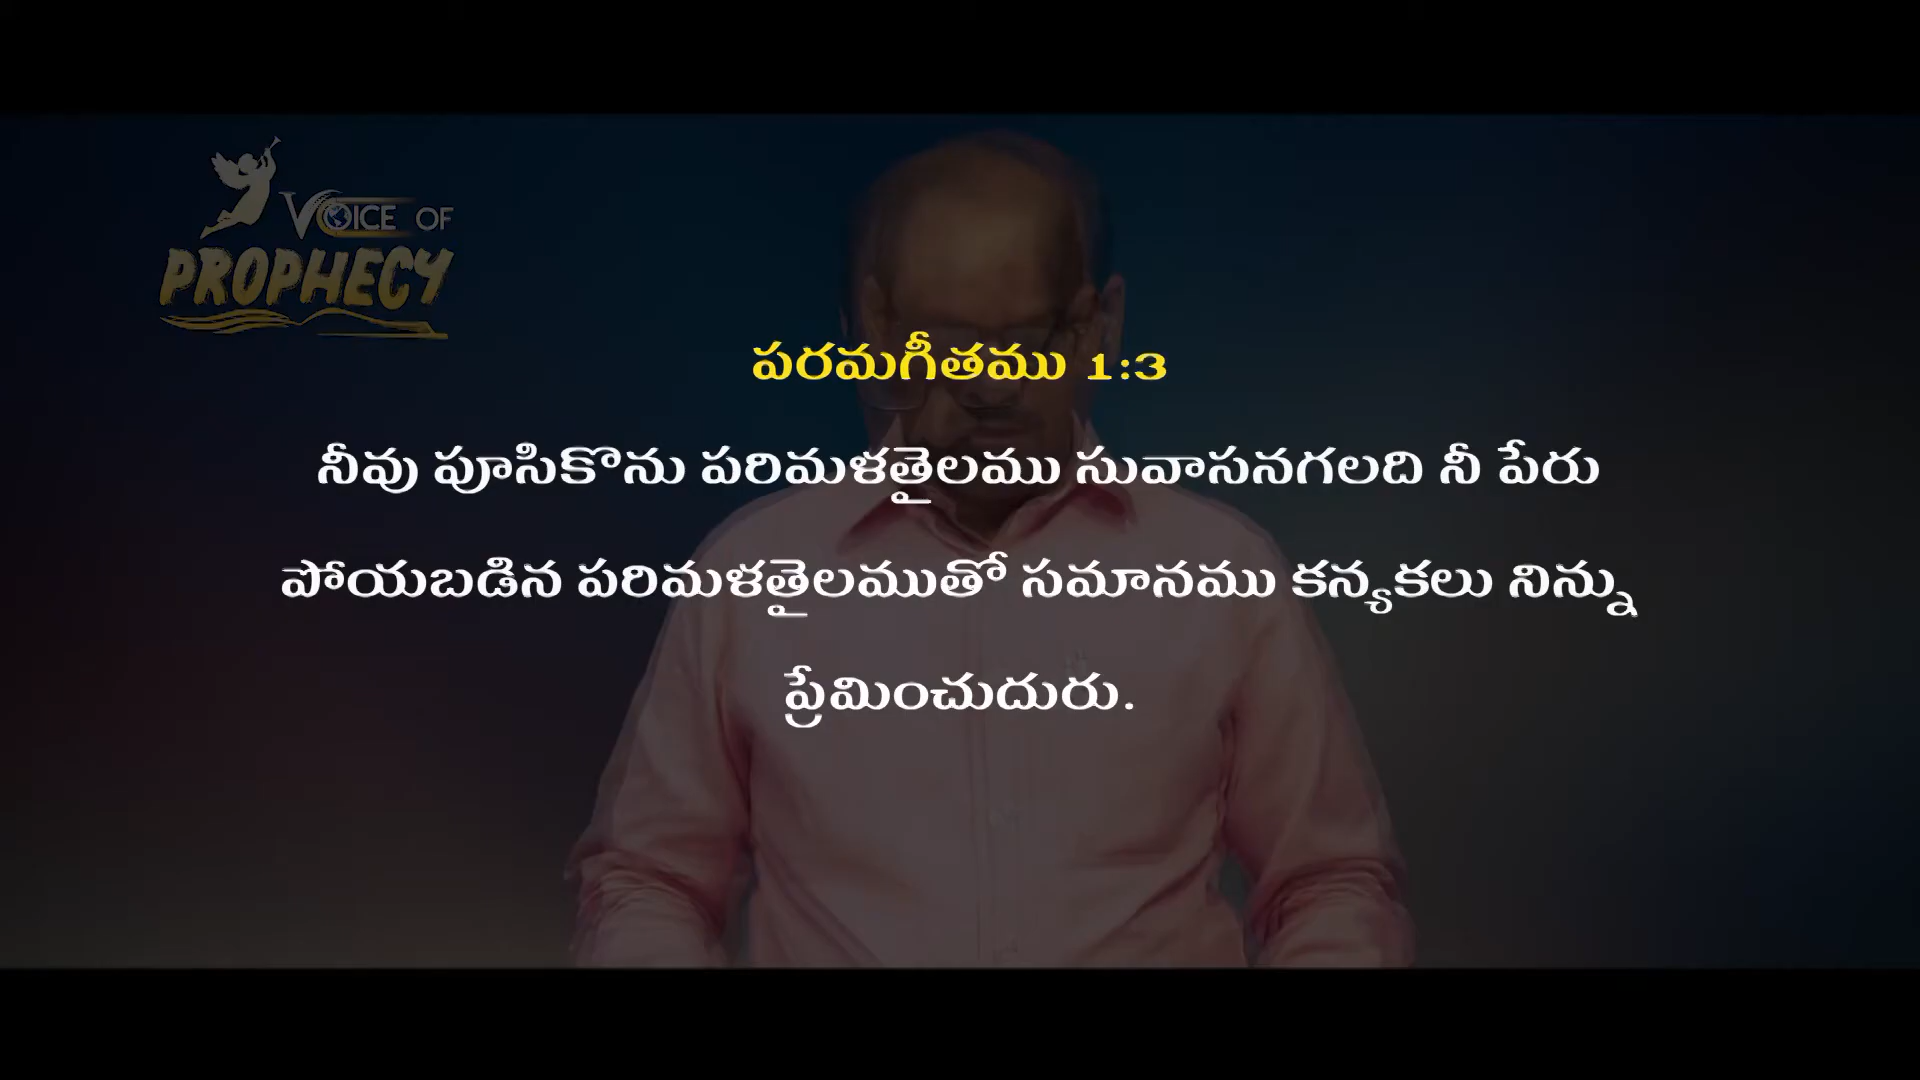 VOICE OF
PROPHECY
పరమగీతము 1:3
నీవు పూసికొను పరిమళతైలము సువాసనగలది నీ పేరు
పోయబడిన పరిమళతైలముతో సమానము కన్యకలు నిన్ను
ప్రేమించుదురు.